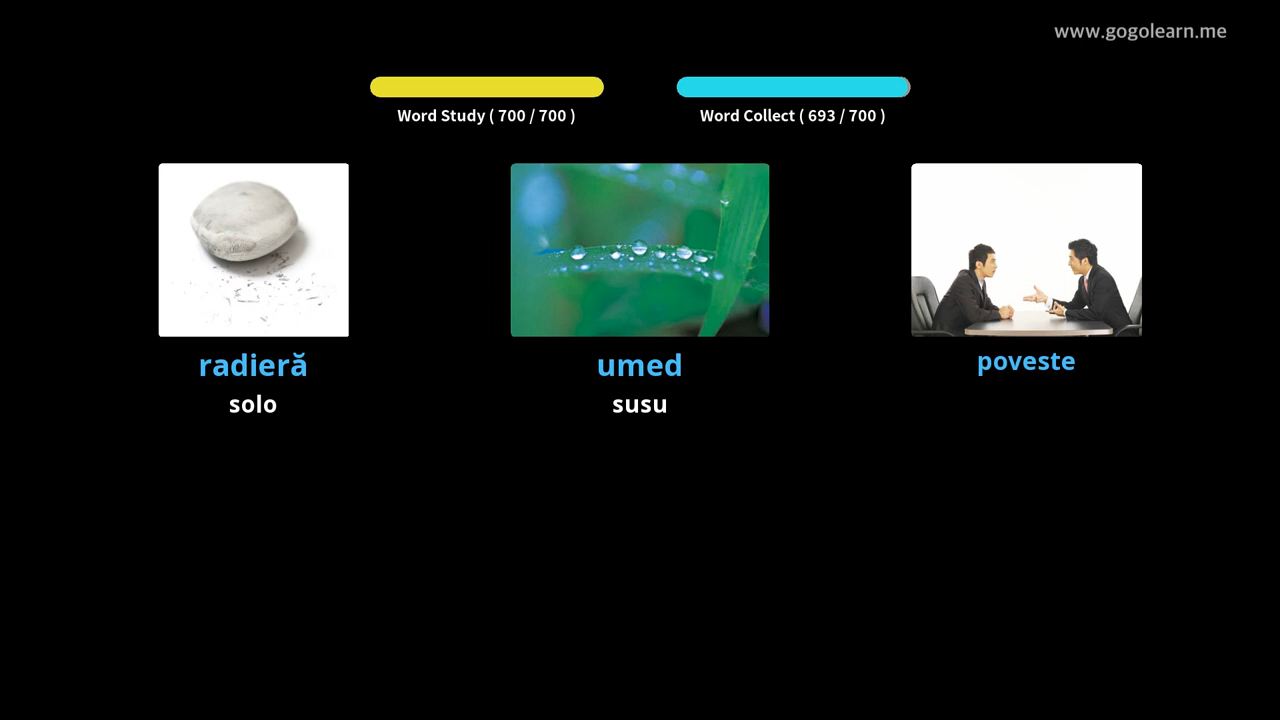 www.gogolearn.me
Word Study ( 700 / 700 )
Word Collect ( 693 / 700 )
radieră
umed
poveste
solo
susu